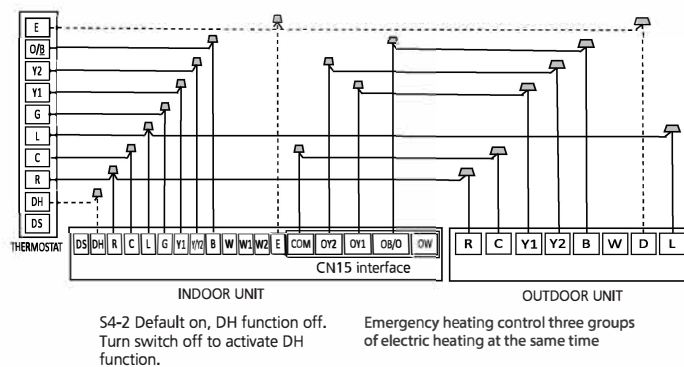 E
O/B
Y2
Y1
G
L
C
R
DH
DS
THERMOSTAT
DS DH R C L G Y1 Y/Y2 B W W1 W2 E COM OY2 OY1 OB/O OW
CN15 interface
R C Y1 Y2 B W D L
INDOOR UNIT
OUTDOOR UNIT
S4-2 Default on, DH function off.
Turn switch off to activate DH
function.
Emergency heating control three groups
of electric heating at the same time